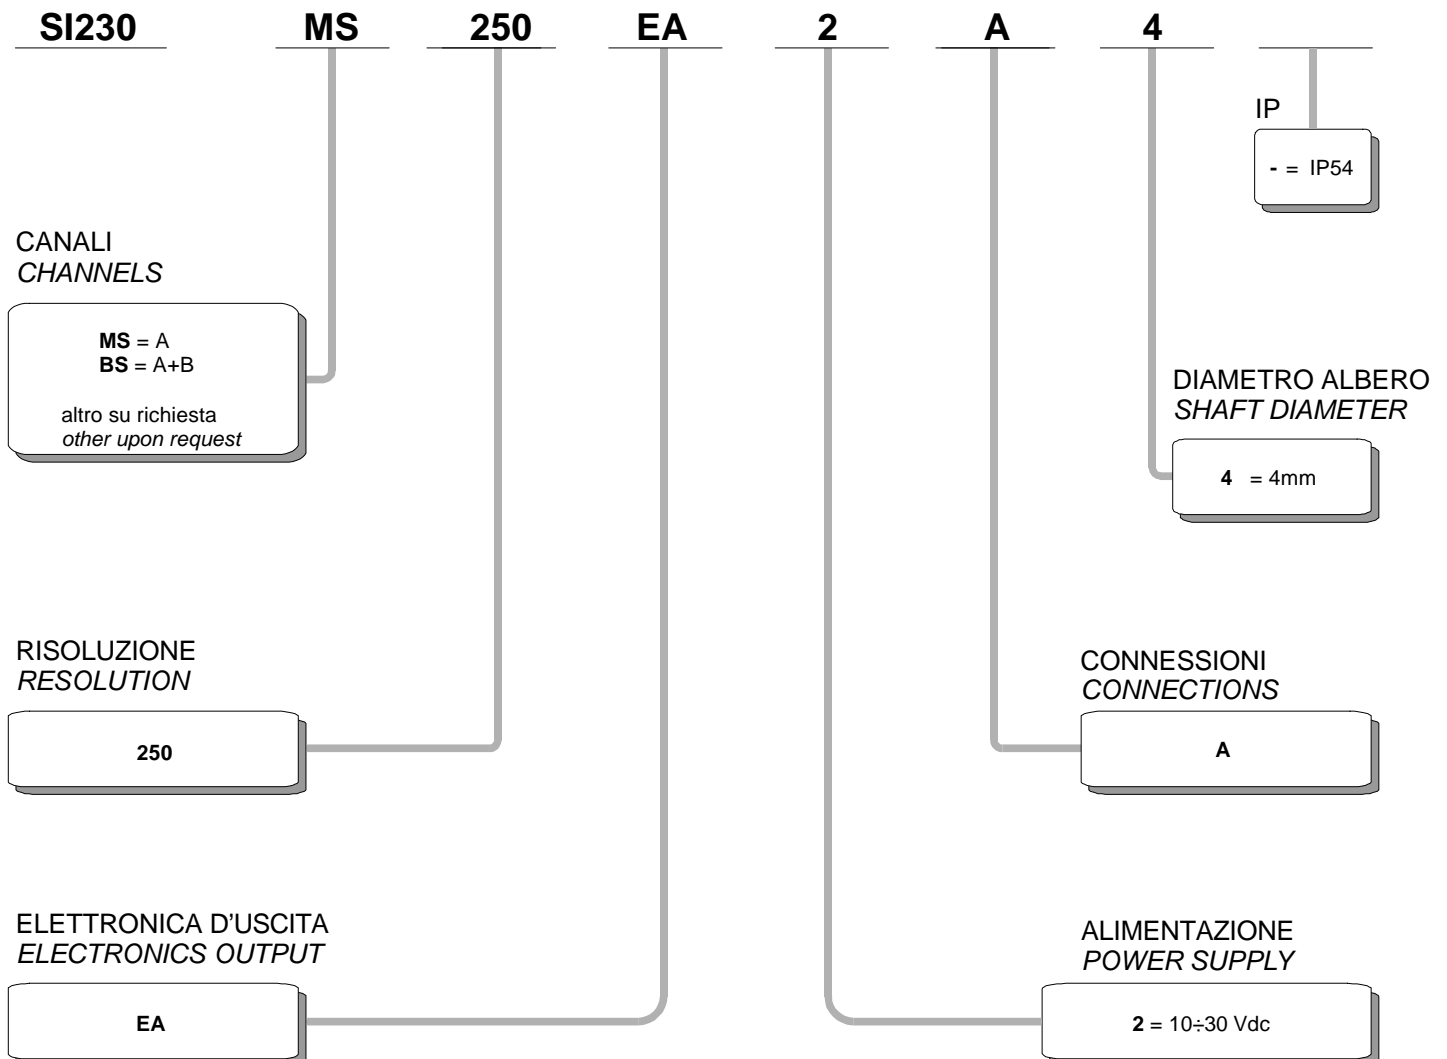 SI230 MS 250 EA 2 A 4
IP
- = IP54
CANALI
CHANNELS
MS = A
BS = A+B
altro su richiesta
other upon request
DIAMETRO ALBERO
SHAFT DIAMETER
4 = 4mm
RISOLUZIONE
RESOLUTION
250
CONNESSIONI
CONNECTIONS
A
ELETTRONICA D'USCITA
ELECTRONICS OUTPUT
EA
ALIMENTAZIONE
POWER SUPPLY
2 = 10÷30 Vdc